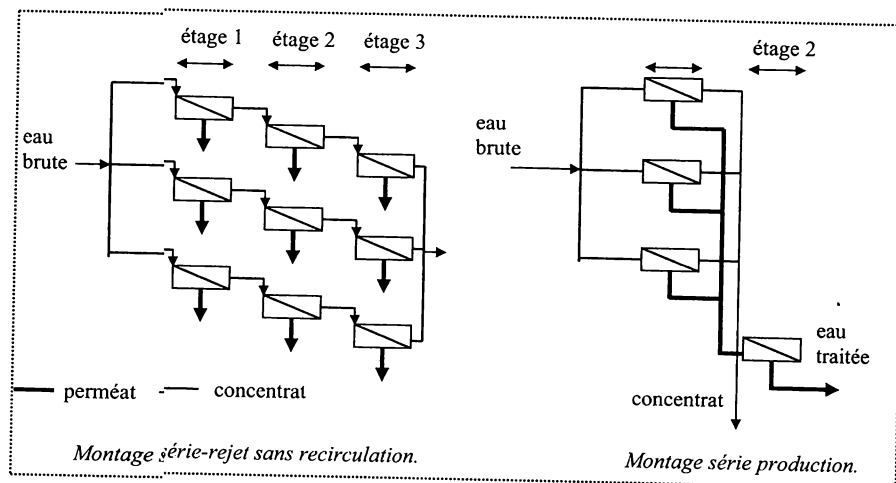 étage 1 étage 2 étage 3
eau
brute
perméat concentrat
Montage série-rejet sans recirculation.
étage 2
eau
brute
eau
traitée
concentrat
Montage série production.